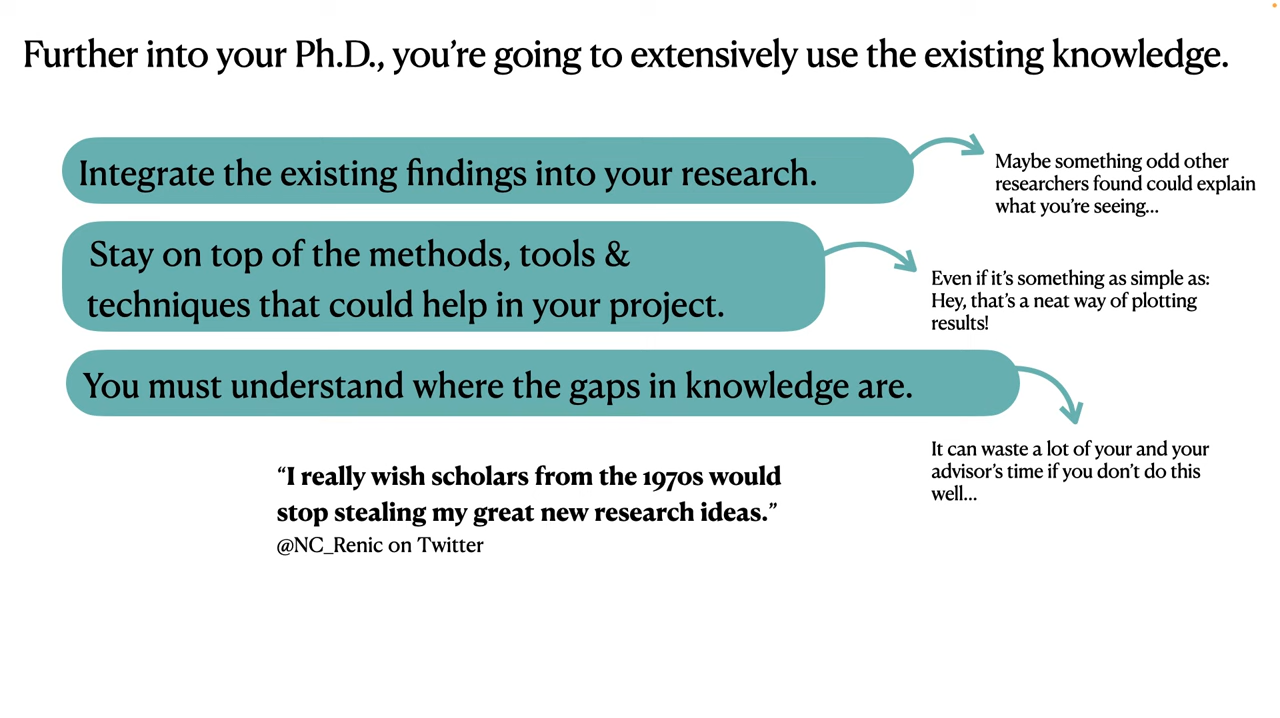 Further into your Ph.D., you’re going to extensively use the existing knowledge.
Integrate the existing findings into your research.
Maybe something odd other
researchers found could explain
what you’re seeing...
Stay on top of the methods, tools &
techniques that could help in your project.
Even if it’s something as simple as:
Hey, that’s a neat way of plotting
results!
You must understand where the gaps in knowledge are.
It can waste a lot of your and your
advisor’s time if you don’t do this
well...
“I really wish scholars from the 1970s would
stop stealing my great new research ideas.”
@NC_Renic on Twitter